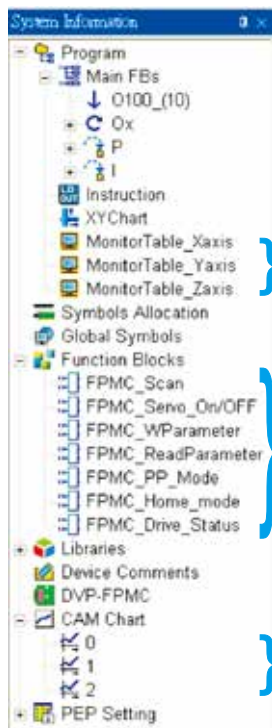 System Information
Program
Main FBs
O100_(10)
Ox
P
I
Instruction
XYChart
MonitorTable_Xaxis
MonitorTable_Yaxis
MonitorTable_Zaxis
Symbols Allocation
Global Symbols
Function Blocks
FPMC_Scan
FPMC_Servo_On/OFF
FPMC_WParameter
FPMC_ReadParameter
FPMC_PP_Mode
FPMC_Home_mode
FPMC_Drive_Status
Libraries
Device Comments
DVP-FPMC
CAM Chart
0
1
2
PEP Setting